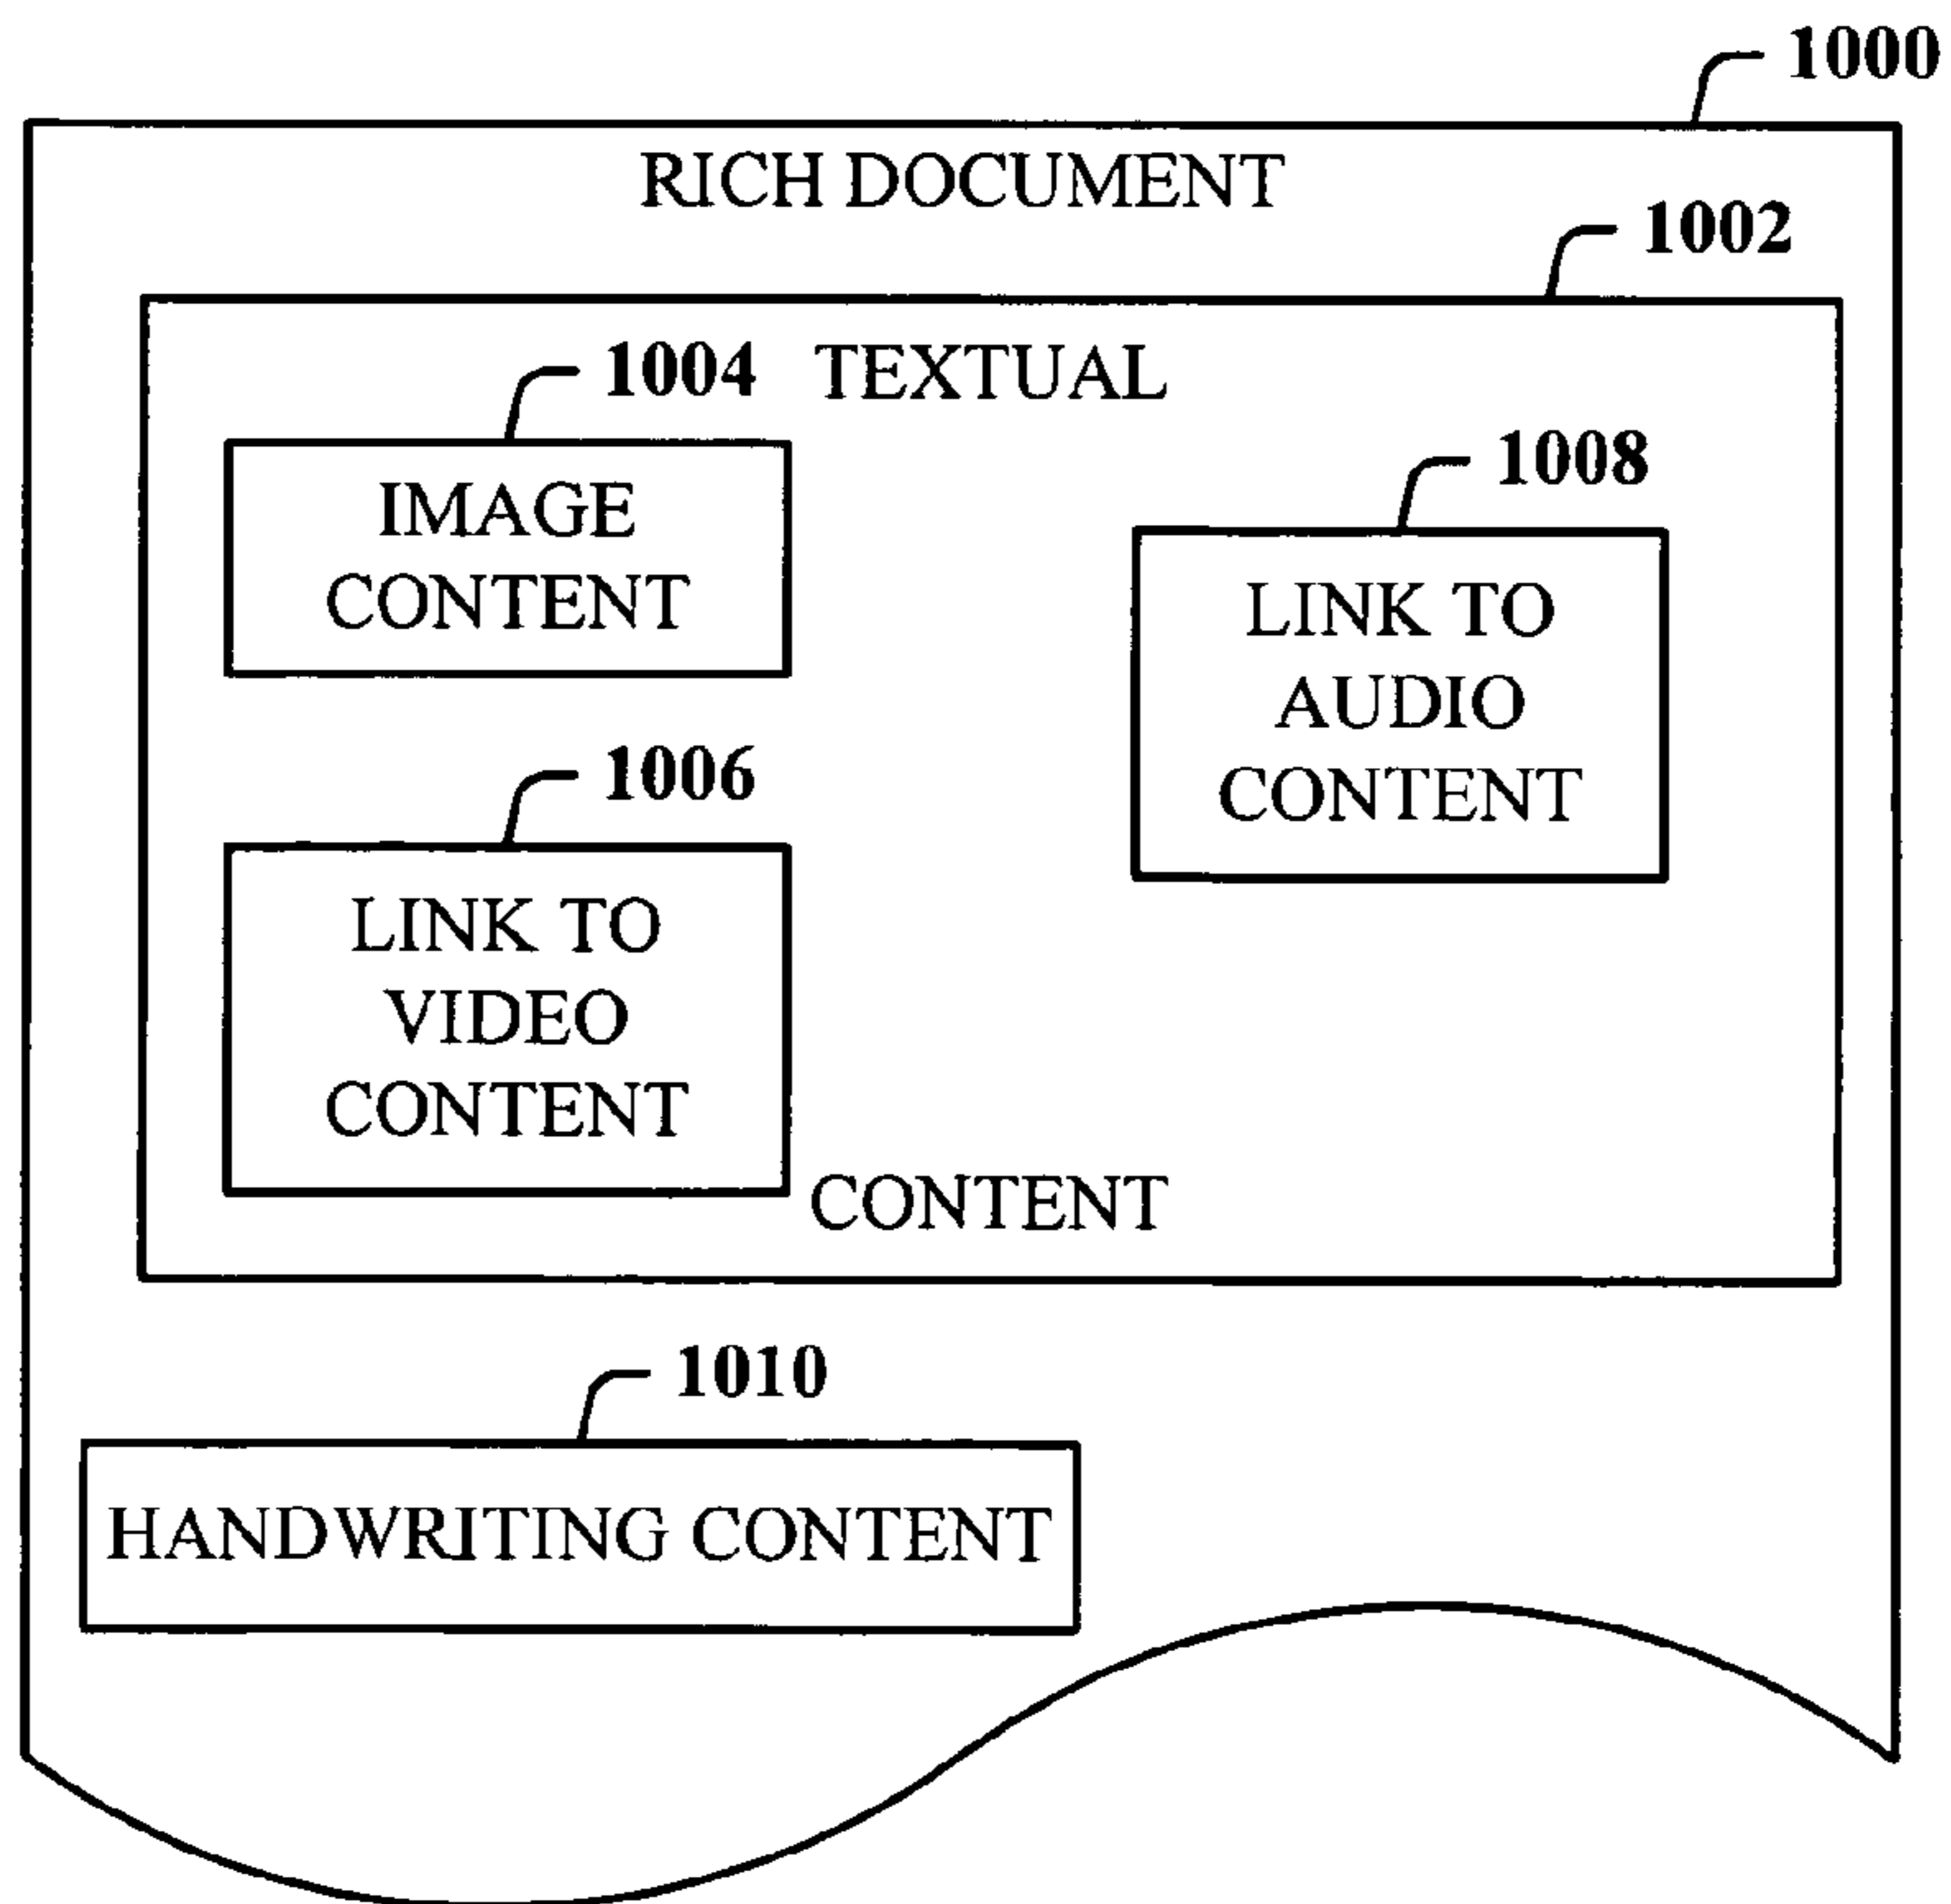 1000
RICH DOCUMENT
1002
1004 TEXTUAL
IMAGE
CONTENT
1008
LINK TO
AUDIO
CONTENT
1006
LINK TO
VIDEO
CONTENT
CONTENT
1010
HANDWRITING CONTENT